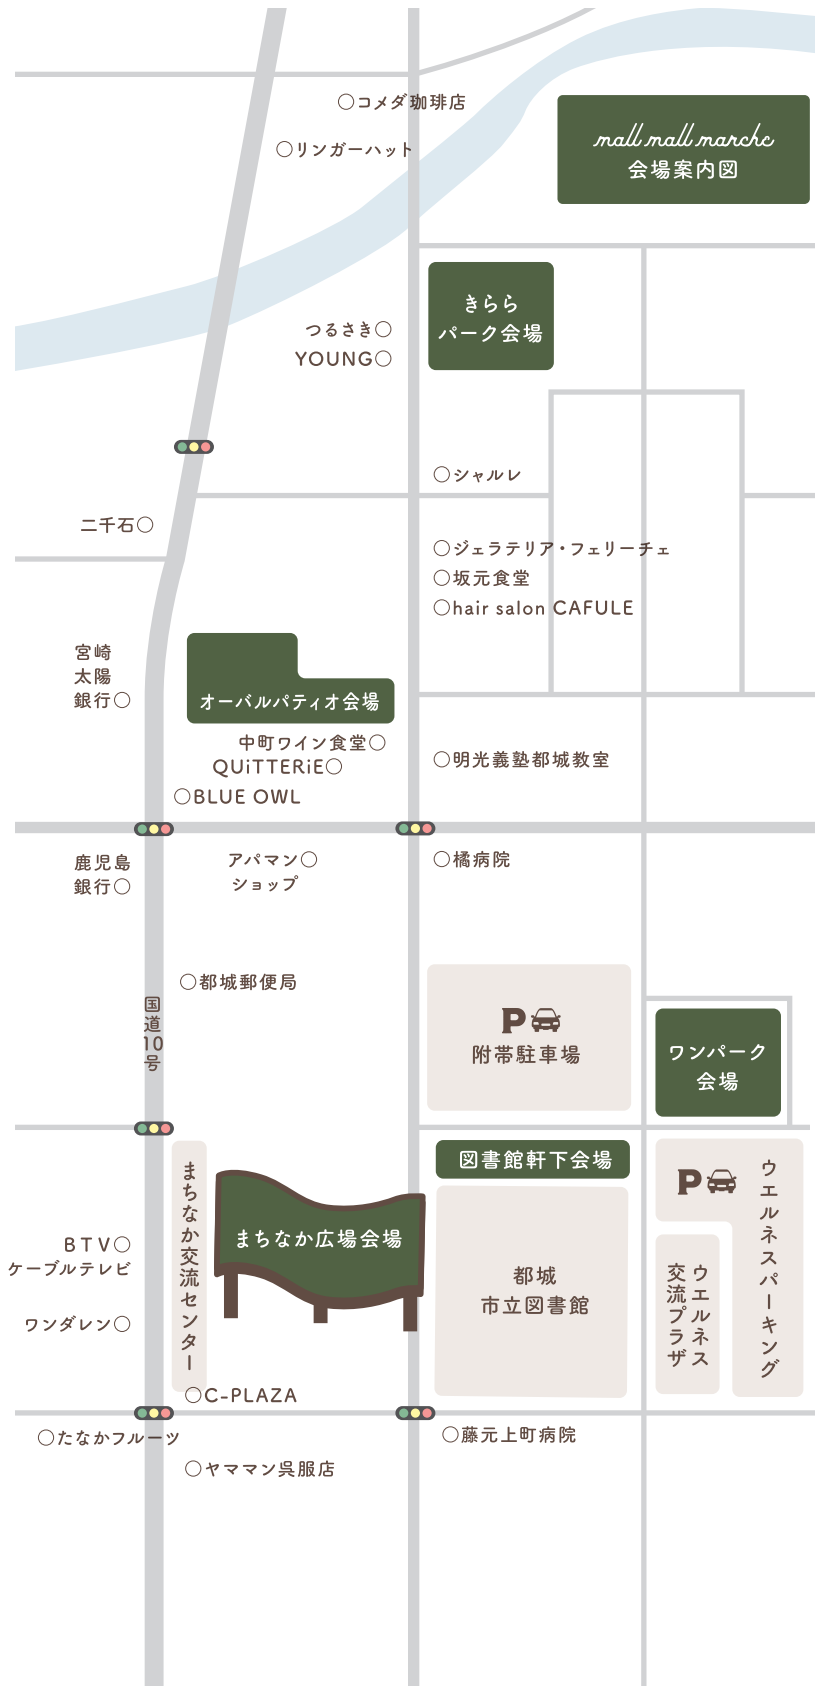 コメダ珈琲店
リンガーハット
mall mall marche
会場案内図
きらら
パーク会場
つるさき
YOUNG
シャルレ
二千石
ジェラテリア・フェリーチェ
坂元食堂
hair salon CAFULE
宮崎
太陽
銀行
オーバルパティオ会場
中町ワイン食堂
QUiTTERiE
BLUE OWL
明光義塾都城教室
鹿児島
銀行
アパマン
ショップ
橘病院
都城郵便局
国道10号
P
附帯駐車場
ワンパーク
会場
図書館軒下会場
まちなか交流センター
まちなか広場会場
P
ウエルネスパーキング
BTV
ケーブルテレビ
ワンダレン
都城
市立図書館
ウエルネス
交流プラザ
C-PLAZA
たなかフルーツ
ヤママン呉服店
藤元上町病院